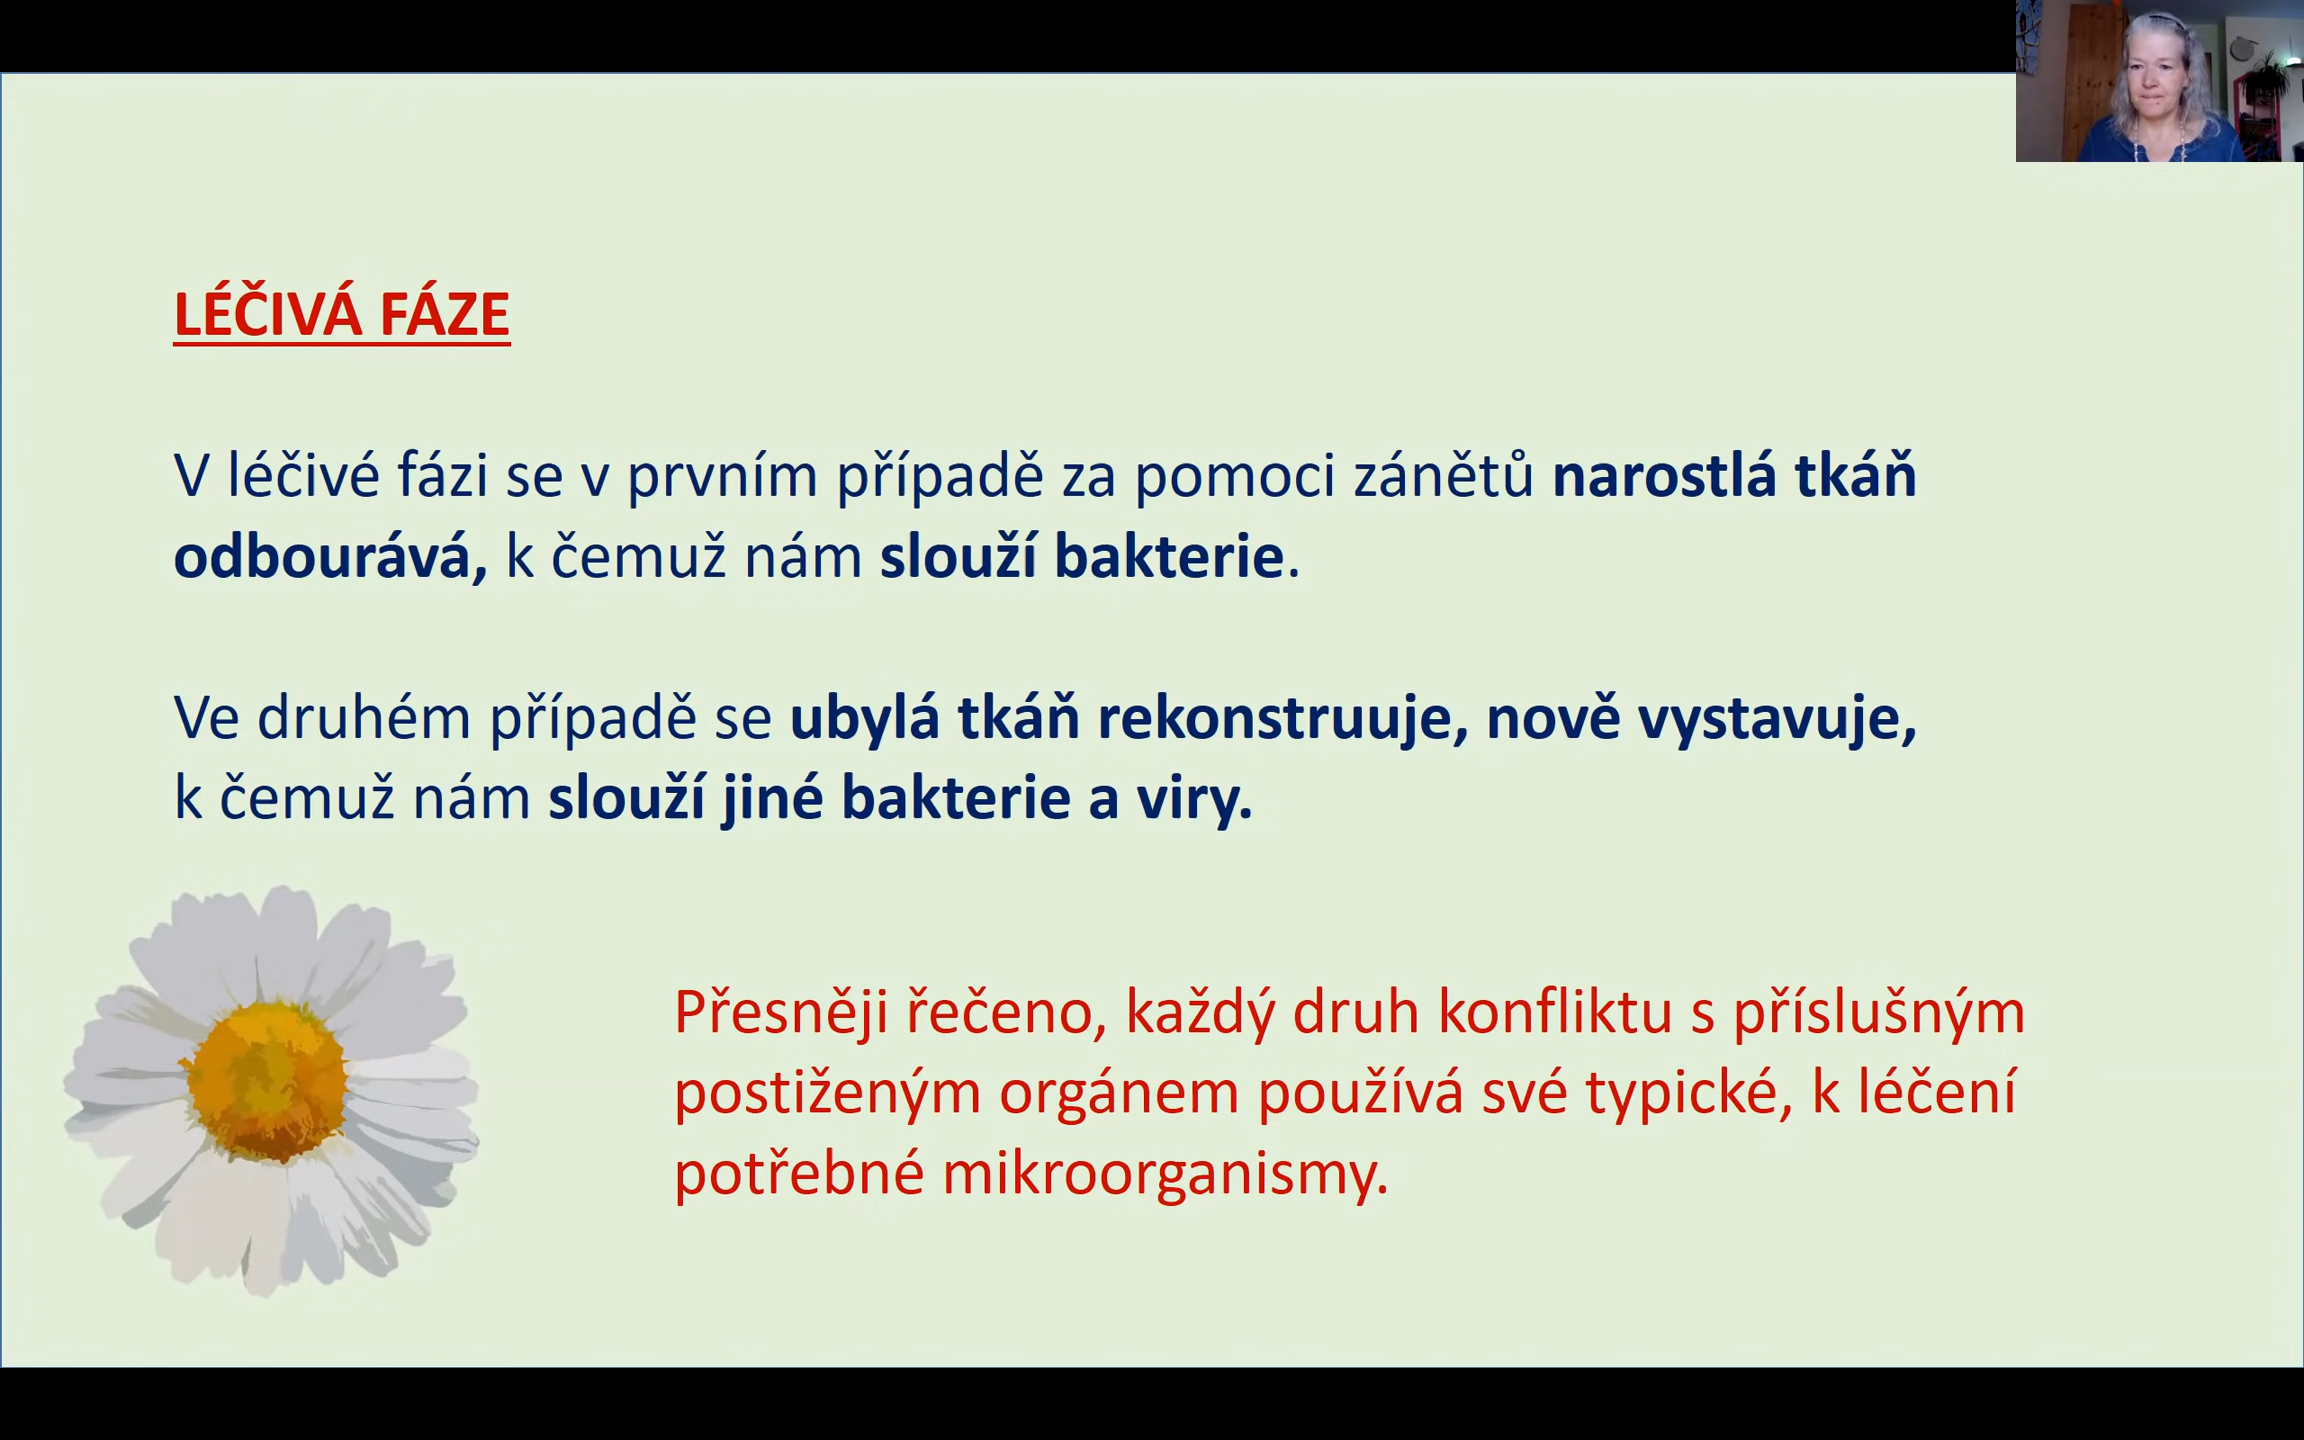 LÉČIVÁ FÁZE
V léčivé fázi se v prvním případě za pomoci zánětů narostlá tkáň
odbourává, k čemuž nám slouží bakterie.
Ve druhém případě se ubylá tkáň rekonstruuje, nově vystavuje,
k čemuž nám slouží jiné bakterie a viry.
Přesněji řečeno, každý druh konfliktu s příslušným
postiženým orgánem používá své typické, k léčení
potřebné mikroorganismy.